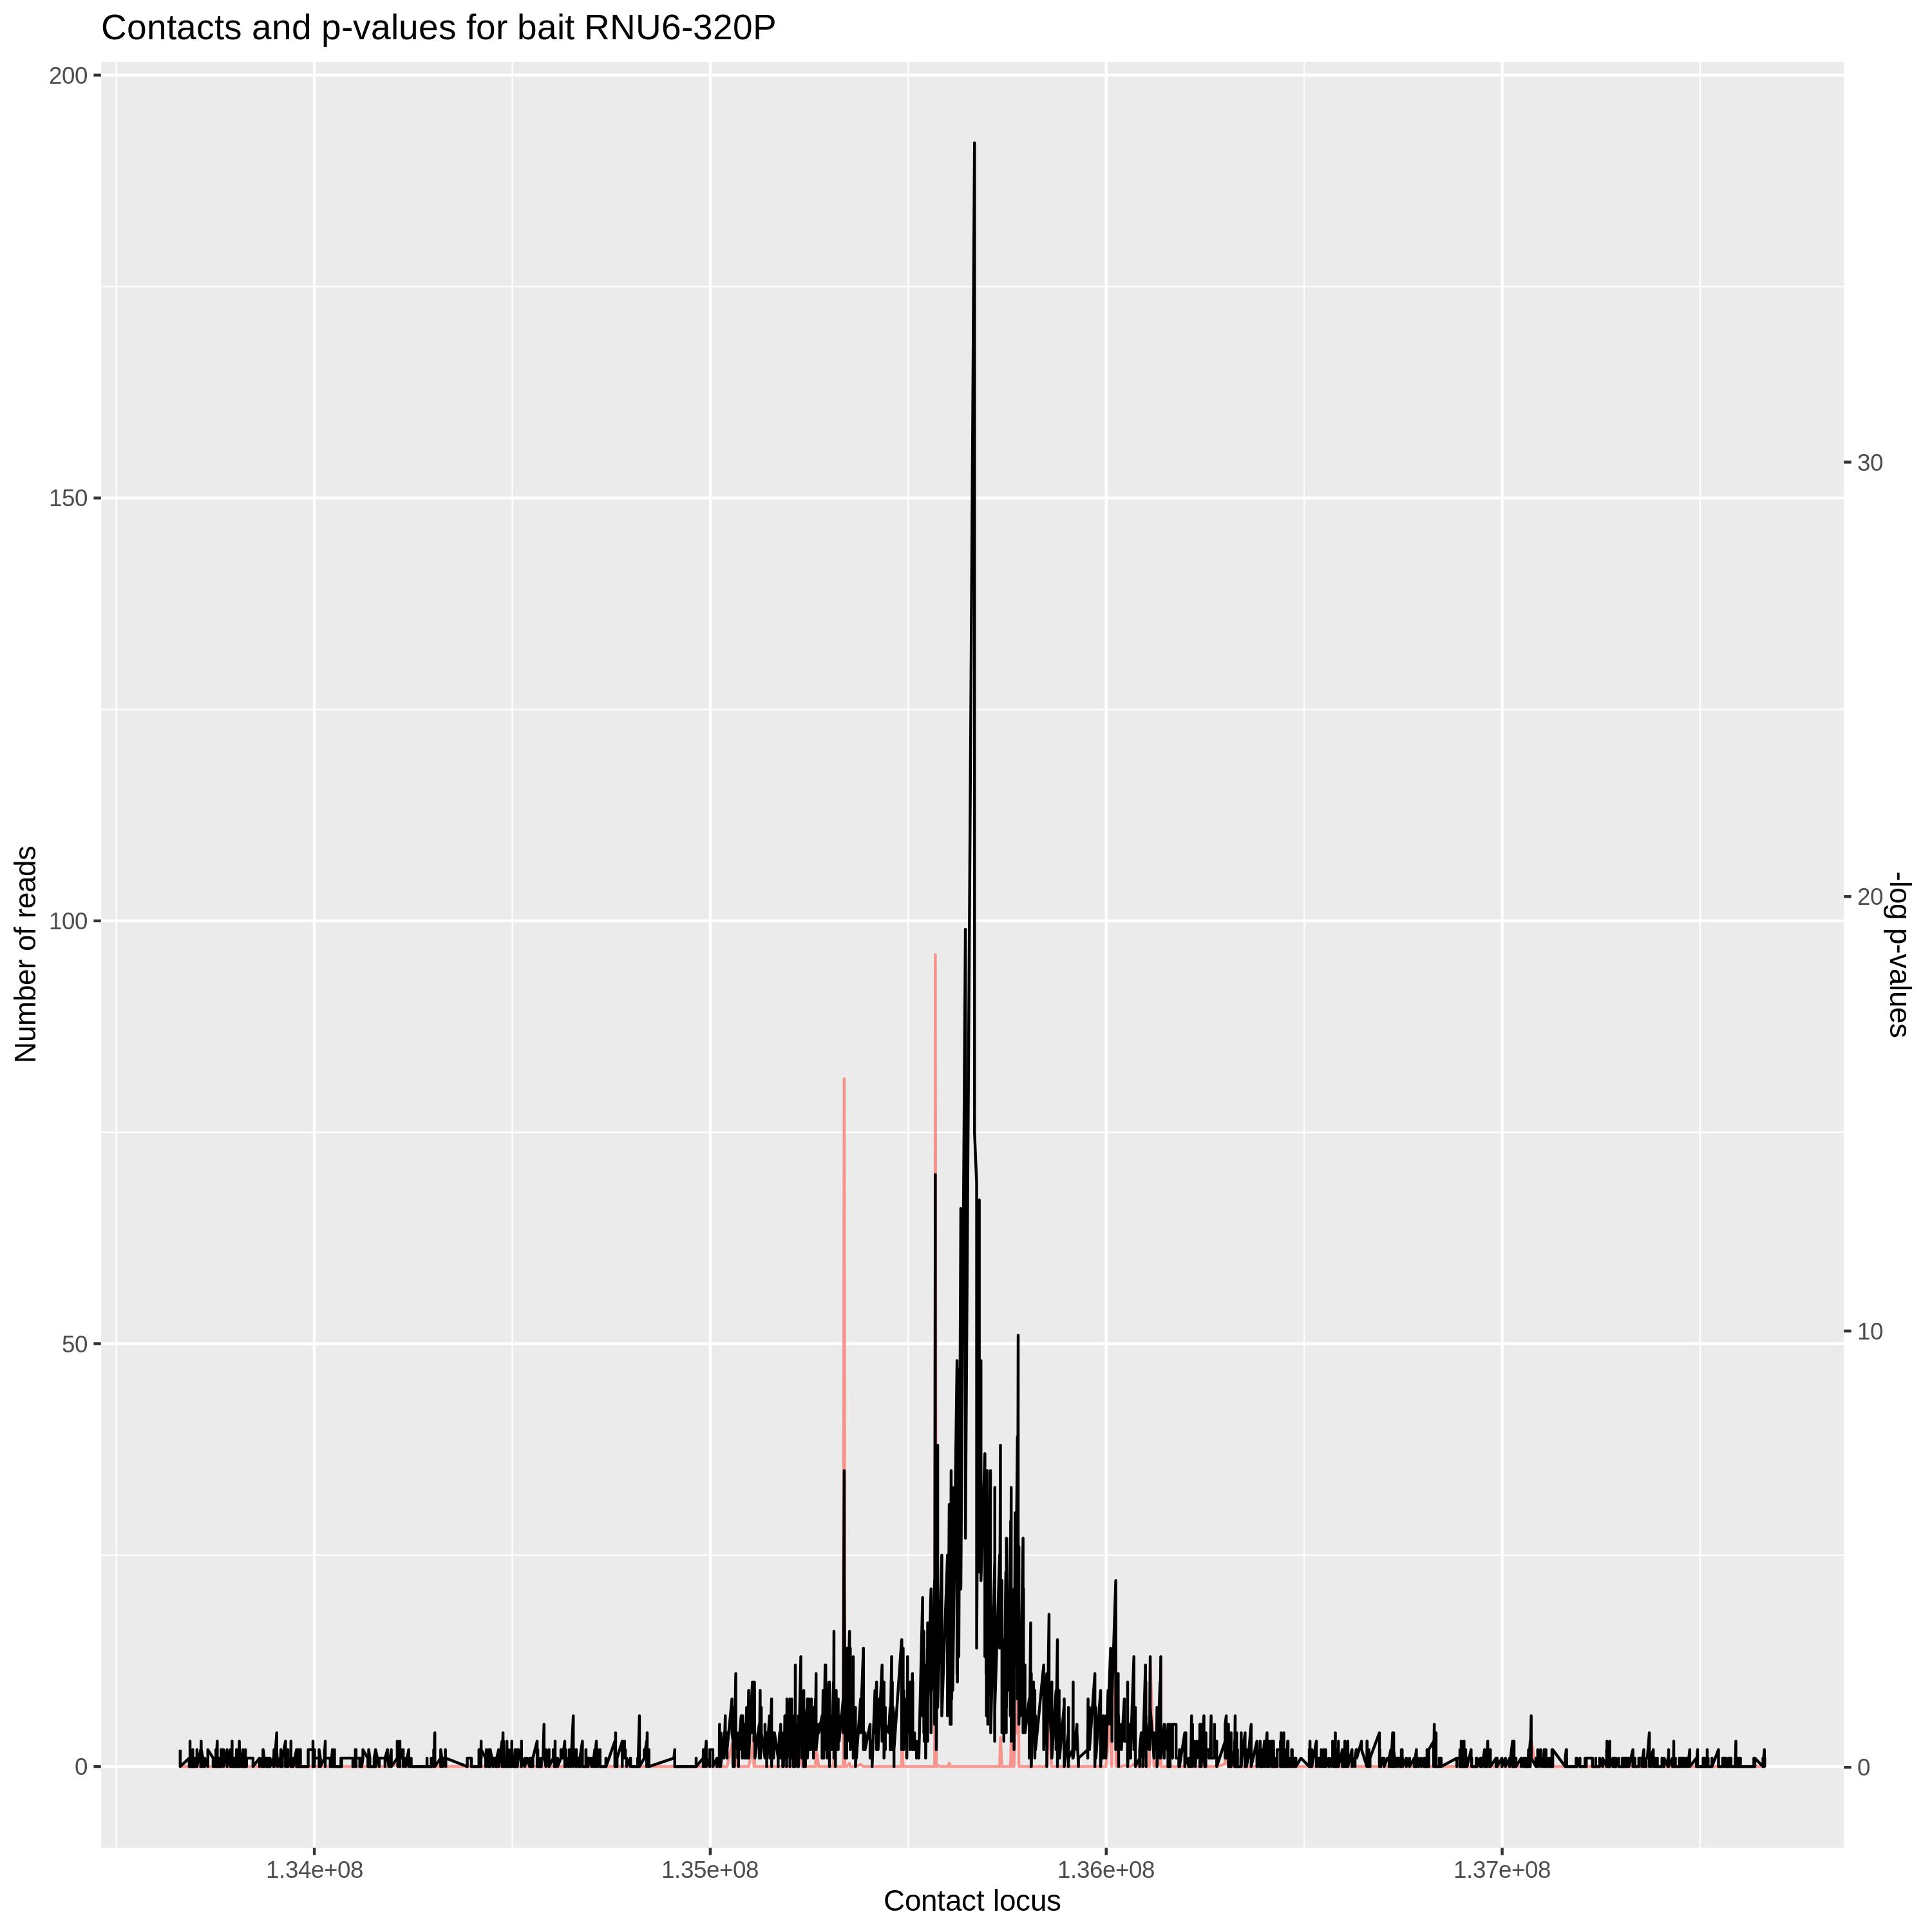 Contacts and p-values for bait RNU6-320P
200
150
100
50
0
Number of reads
30
20
10
0
-log p-values
1.34e+08
1.35e+08
1.36e+08
1.37e+08
Contact locus